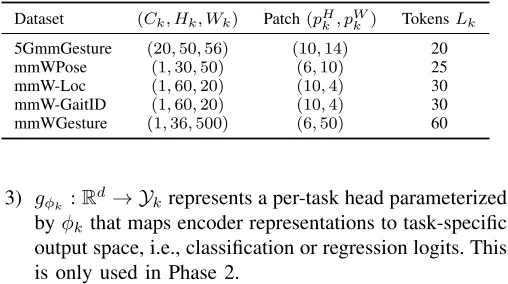 Dataset (C_k, H_k, W_k) Patch (p_k^H, p_k^W) Tokens L_k
5GmmGesture (20, 50, 56) (10, 14) 20
mmWPose (1, 30, 50) (6, 10) 25
mmW-Loc (1, 60, 20) (10, 4) 30
mmW-GaitID (1, 60, 20) (10, 4) 30
mmWGesture (1, 36, 500) (6, 50) 60
3) g_{ϕ_k} : ℝ^d → 𝒴_k represents a per-task head parameterized
by ϕ_k that maps encoder representations to task-specific
output space, i.e., classification or regression logits. This
is only used in Phase 2.